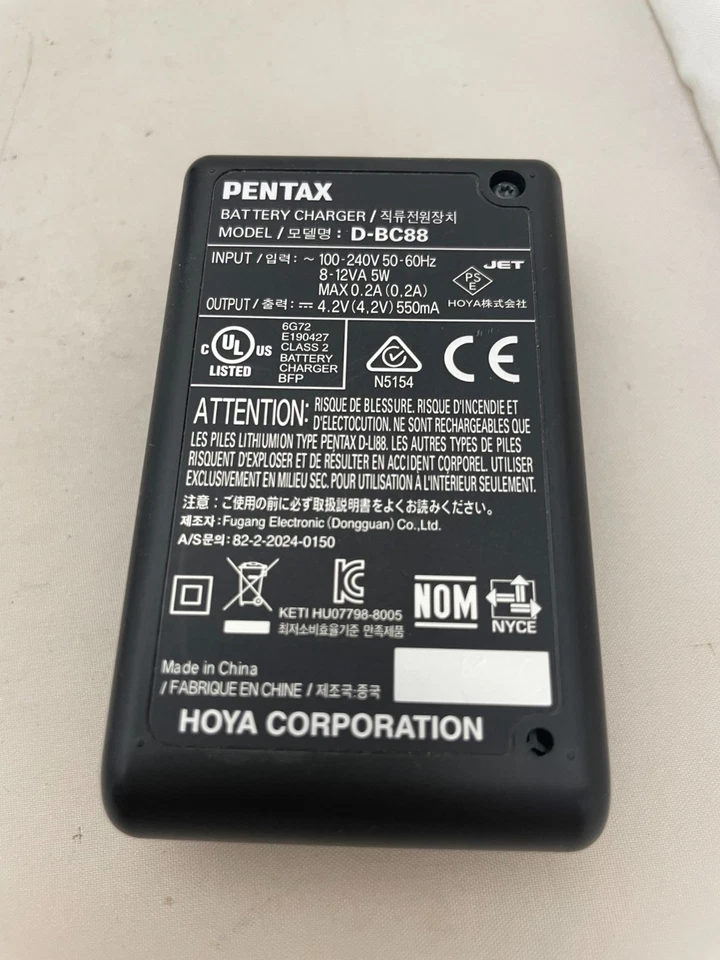 PENTAX
BATTERY CHARGER / 직류전원장치
MODEL / 모델명 : D-BC88
INPUT / 입력 : ~ 100-240V 50-60Hz
8-12VA 5W
MAX 0.2A (0,2A)
OUTPUT / 출력 : ⎓ 4.2V (4,2V) 550mA
JET
PS
E
HOYA株式会社
C UL US
LISTED
6G72
E190427
CLASS 2
BATTERY
CHARGER
BFP
N5154
CE
ATTENTION: RISQUE DE BLESSURE. RISQUE D'INCENDIE ET
D'ELECTOCUTION. NE SONT RECHARGEABLES QUE
LES PILES LITHIUMION TYPE PENTAX D-LI88. LES AUTRES TYPES DE PILES
RISQUENT D'EXPLOSER ET DE RESULTER EN ACCIDENT CORPOREL. UTILISER
EXCLUSIVEMENT EN MILIEU SEC. POUR UTILISATION À L'INTÉRIEUR SEULEMENT.
注意 : ご使用の前に必ず取扱説明書をよくお読みください。
제조자 : Fugang Electronic (Dongguan) Co., Ltd.
A/S문의 : 82-2-2024-0150
KC
KETI HU07798-8005
최저소비효율기준 만족제품
NOM
NYCE
Made in China
/ FABRIQUE EN CHINE / 제조국:중국
HOYA CORPORATION